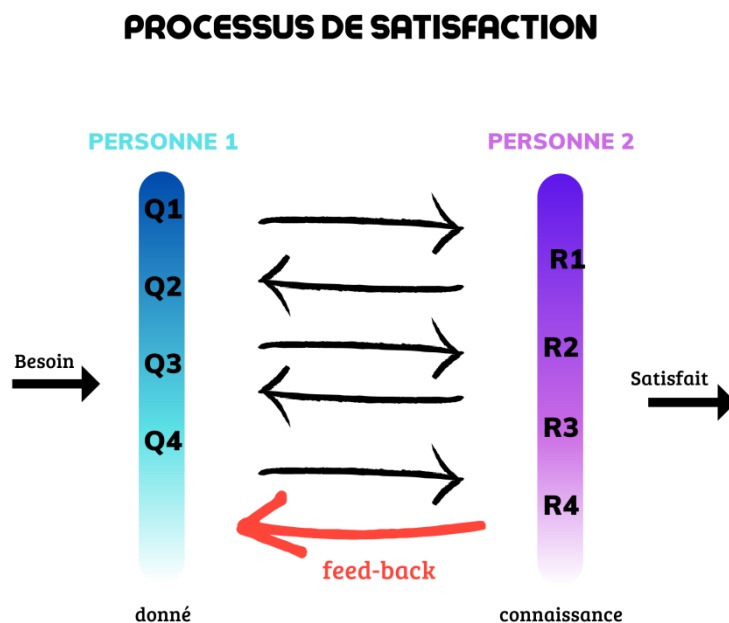 PROCESSUS DE SATISFACTION
PERSONNE 1
PERSONNE 2
Q1
R1
Q2
R2
Besoin
Q3
Satisfait
R3
Q4
R4
feed-back
donné
connaissance